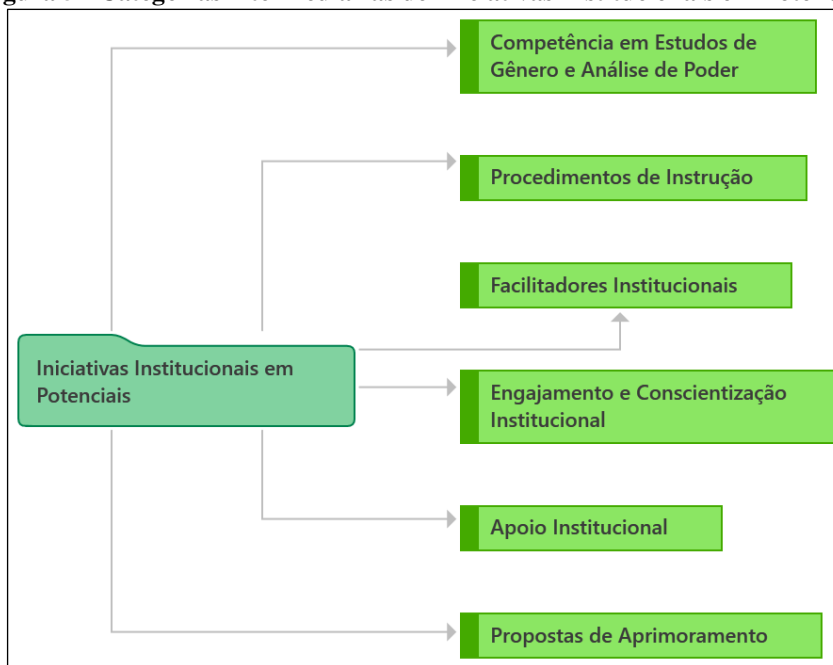 Competência em Estudos de
Gênero e Análise de Poder
Procedimentos de Instrução
Facilitadores Institucionais
Iniciativas Institucionais em
Potenciais
Engajamento e Conscientização
Institucional
Apoio Institucional
Propostas de Aprimoramento